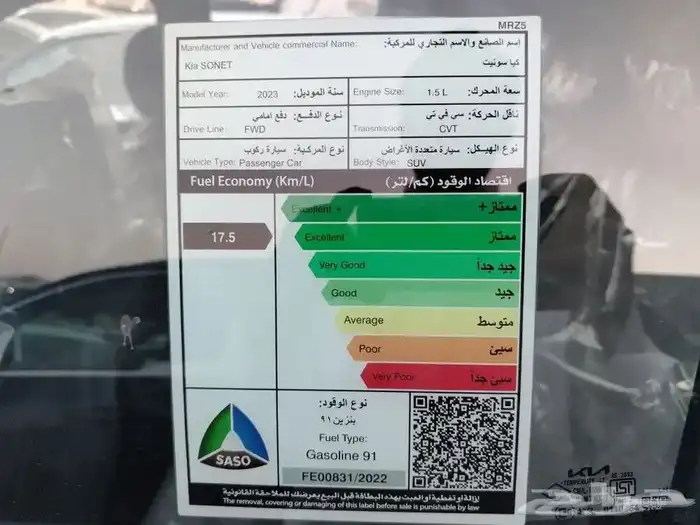 MRZ5
Manufacturer and Vehicle commercial Name: إسم الصانع والاسم التجاري للمركبة:
Kia SONET كيا سونيت
Model Year: 2023 سنة الموديل:
Engine Size: 1.5 L سعة المحرك:
نوع الدفع: دفع امامي
Drive Line: FWD
ناقل الحركة: سي في تي
Transmission: CVT
نوع المركبة: سيارة ركوب
Vehicle Type: Passenger Car
نوع الهيكل: سيارة متعددة الأغراض
Body Style: SUV
Fuel Economy (Km/L) اقتصاد الوقود (كم/لتر)
Excellent + ممتاز+
17.5
Excellent ممتاز
Very Good جيد جداً
Good جيد
Average متوسط
Poor سيئ
Very Poor سيئ جداً
نوع الوقود:
بنزين ٩١
Fuel Type:
Gasoline 91
FE00831/2022
SASO
إزالة أو تغطية أو العبث بهذه البطاقة قبل البيع يعرضك للملاحقة القانونية
The removal, covering or damaging of this label before sale is punishable by law
KIA
حراج